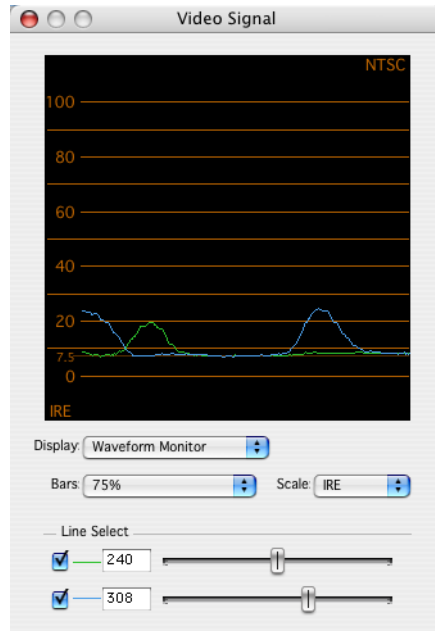 Video Signal
NTSC
100
80
60
40
20
7.5
0
IRE
Display: Waveform Monitor
Bars: 75% Scale: IRE
Line Select
240
308